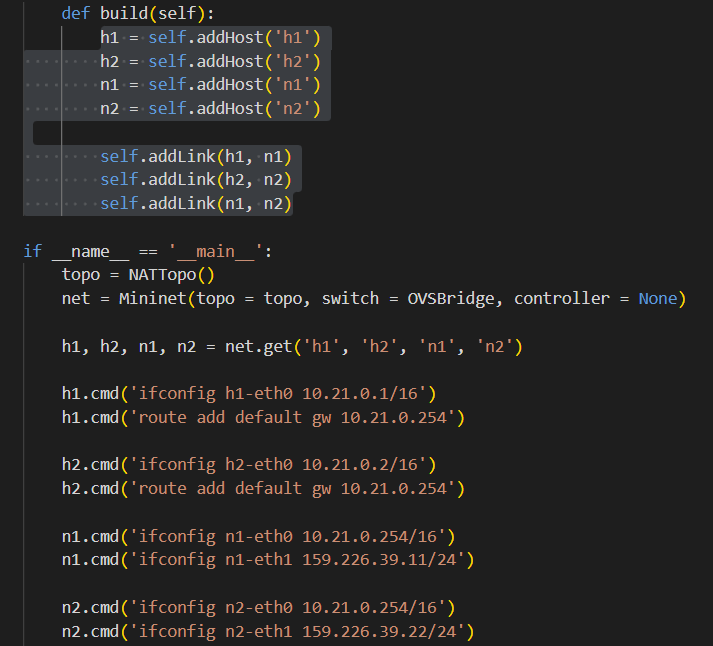 def build(self):
h1 = self.addHost('h1')
h2 = self.addHost('h2')
n1 = self.addHost('n1')
n2 = self.addHost('n2')
self.addLink(h1, n1)
self.addLink(h2, n2)
self.addLink(n1, n2)
if __name__ == '__main__':
topo = NATTopo()
net = Mininet(topo = topo, switch = OVSBridge, controller = None)
h1, h2, n1, n2 = net.get('h1', 'h2', 'n1', 'n2')
h1.cmd('ifconfig h1-eth0 10.21.0.1/16')
h1.cmd('route add default gw 10.21.0.254')
h2.cmd('ifconfig h2-eth0 10.21.0.2/16')
h2.cmd('route add default gw 10.21.0.254')
n1.cmd('ifconfig n1-eth0 10.21.0.254/16')
n1.cmd('ifconfig n1-eth1 159.226.39.11/24')
n2.cmd('ifconfig n2-eth0 10.21.0.254/16')
n2.cmd('ifconfig n2-eth1 159.226.39.22/24')